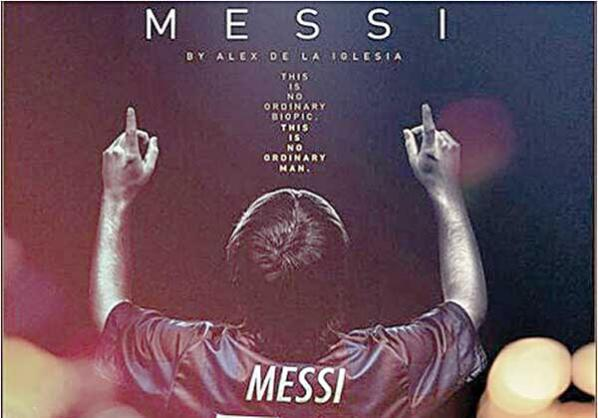 MESSI
BY ALEX DE LA IGLESIA
THIS
IS
NO
ORDINARY
BIOPIC.
THIS
IS
NO
ORDINARY
MAN.
MESSI